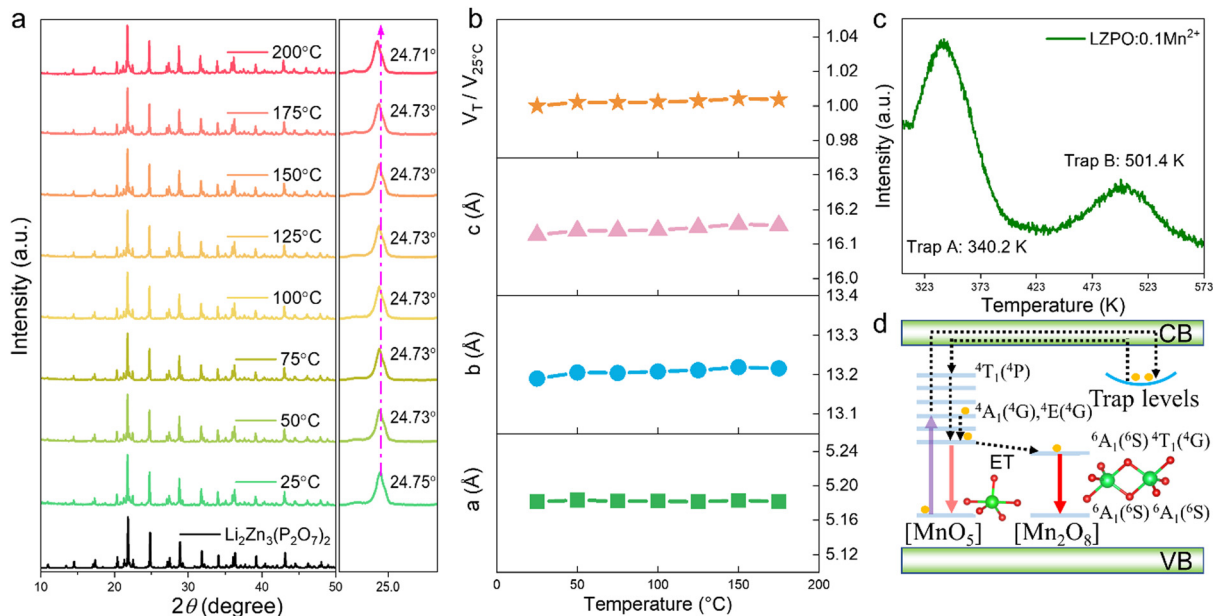 a
Intensity (a.u.)
200°C
24.71°
175°C
24.73°
150°C
24.73°
125°C
24.73°
100°C
24.73°
75°C
24.73°
50°C
24.73°
25°C
24.75°
Li₂Zn₃(P₂O₇)₂
10 20 30 40 50 25.0
2θ (degree)
b
V_T / V_25°C
1.04
1.02
1.00
0.98
c (Å)
16.3
16.2
16.1
16.0
b (Å)
13.4
13.3
13.2
13.1
a (Å)
5.24
5.20
5.16
5.12
0 50 100 150 200
Temperature (°C)
c
Intensity (a.u.)
LZPO:0.1Mn²⁺
Trap B: 501.4 K
Trap A: 340.2 K
323 373 423 473 523 573
Temperature (K)
d
CB
⁴T₁(⁴P)
Trap levels
⁴A₁(⁴G),⁴E(⁴G)
⁶A₁(⁶S) ⁴T₁(⁴G)
ET
⁶A₁(⁶S) ⁶A₁(⁶S)
[MnO₅] [Mn₂O₈]
VB